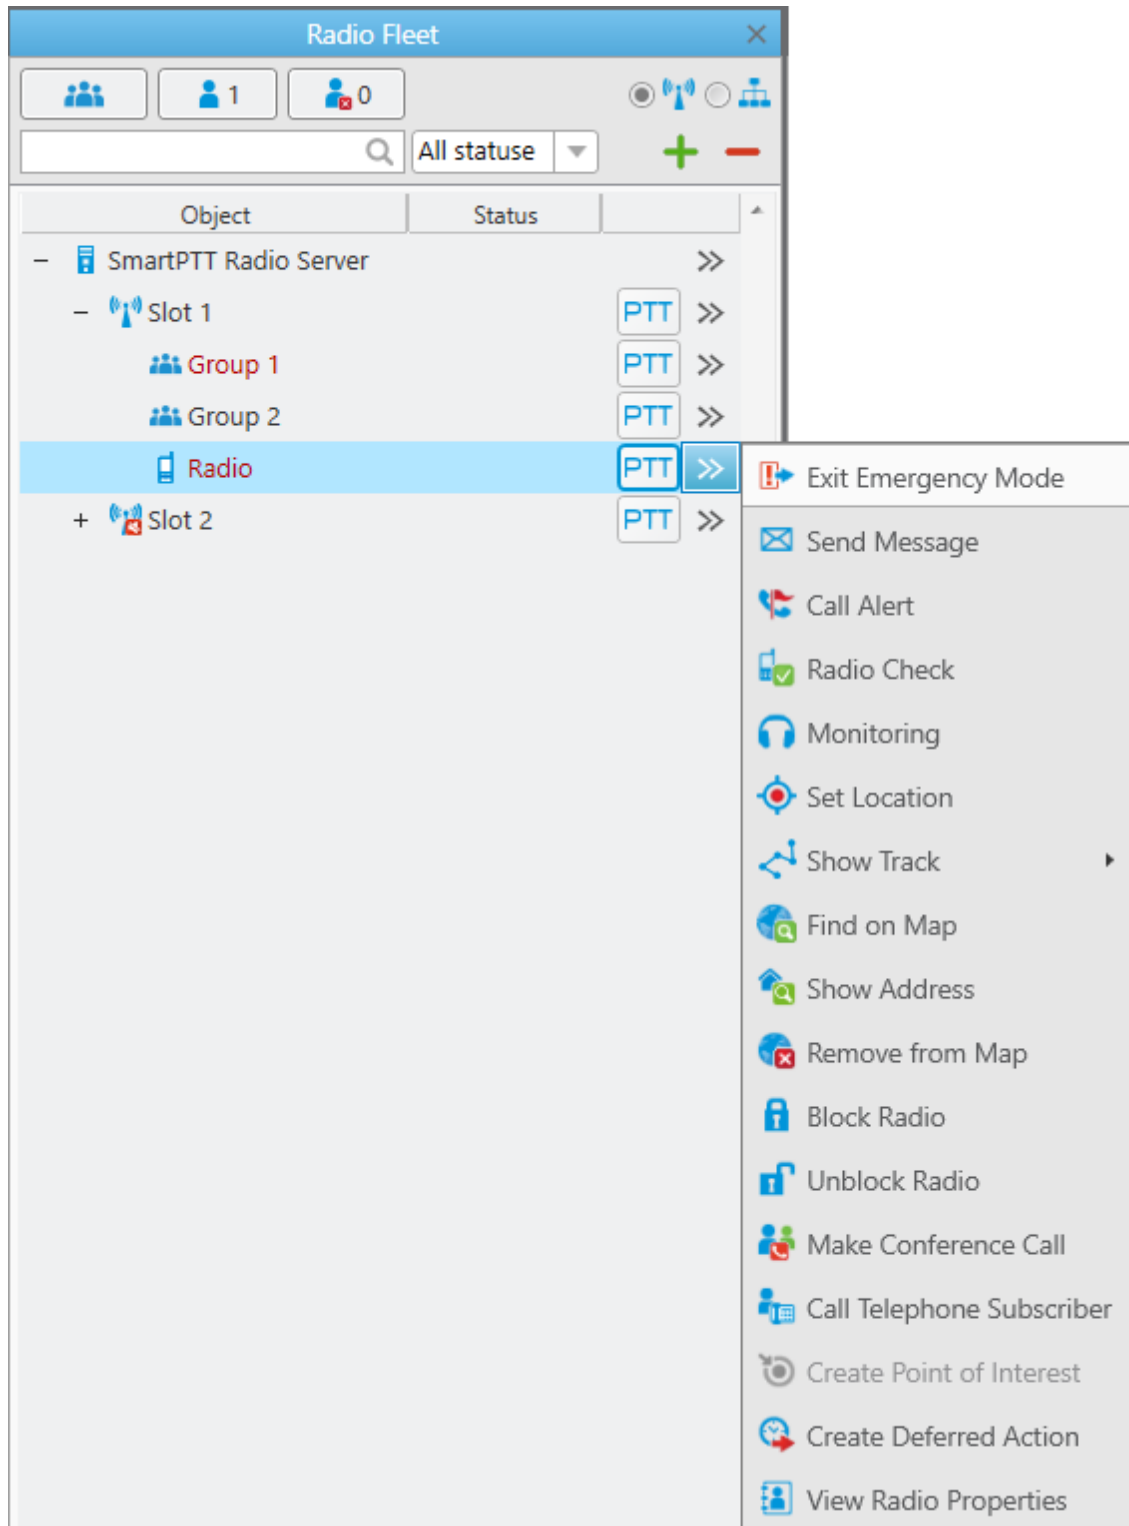 Radio Fleet
1
0
All statuse
Object Status
SmartPTT Radio Server
Slot 1 PTT
Group 1 PTT
Group 2 PTT
Radio PTT
Slot 2 PTT
Exit Emergency Mode
Send Message
Call Alert
Radio Check
Monitoring
Set Location
Show Track
Find on Map
Show Address
Remove from Map
Block Radio
Unblock Radio
Make Conference Call
Call Telephone Subscriber
Create Point of Interest
Create Deferred Action
View Radio Properties